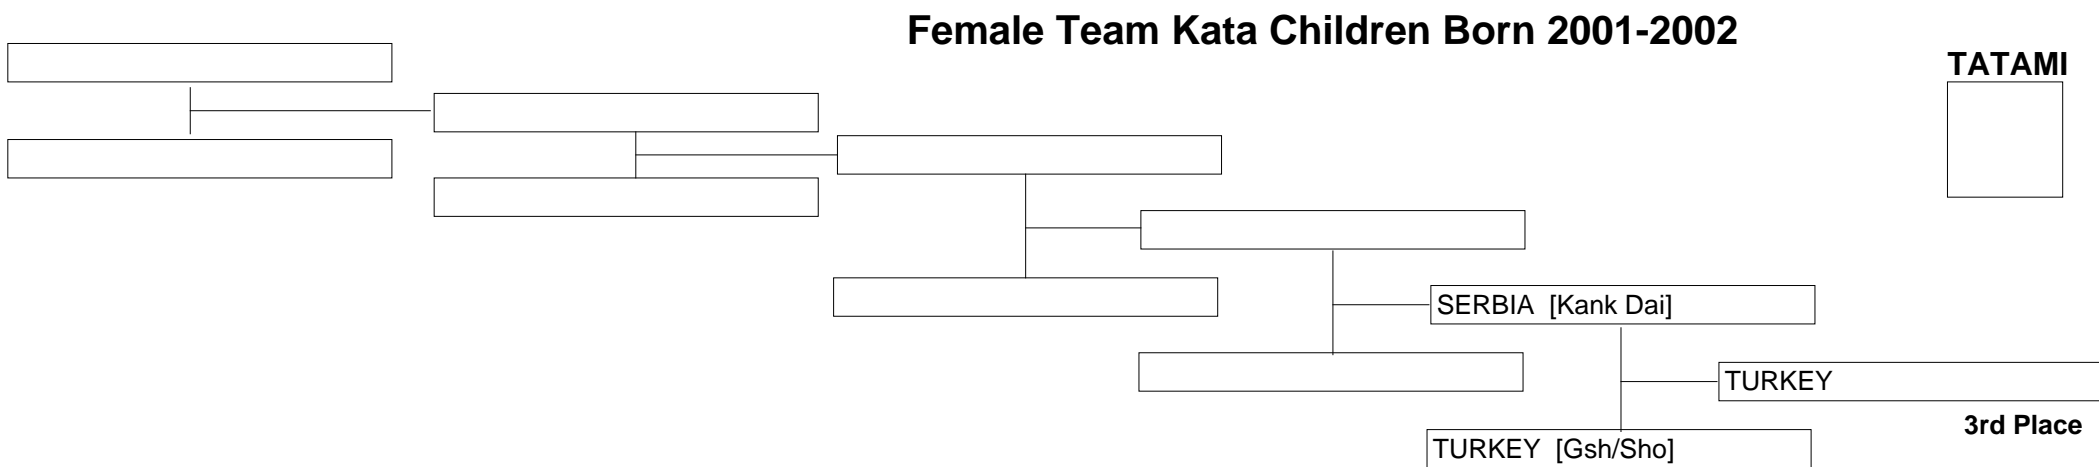 Female Team Kata Children Born 2001-2002
TATAMI
SERBIA [Kank Dai]
TURKEY
3rd Place
TURKEY [Gsh/Sho]